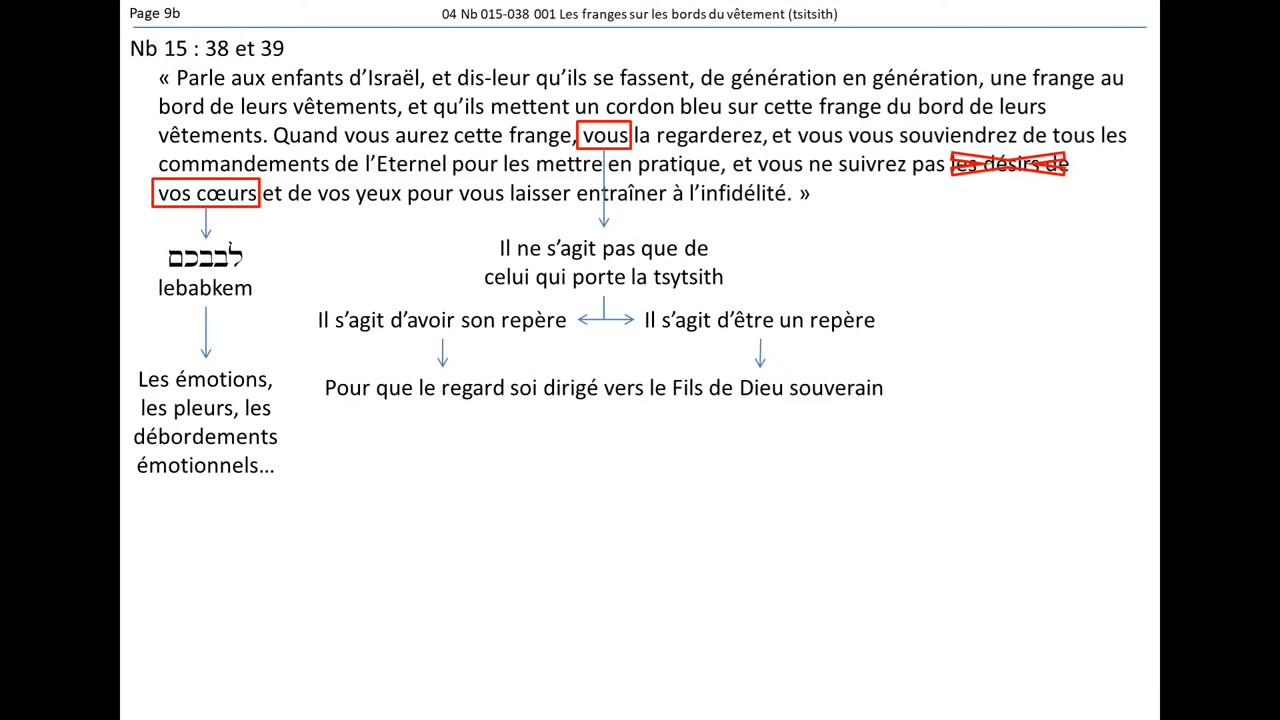 Page 9b
04 Nb 015-038 001 Les franges sur les bords du vêtement (tsitsith)
Nb 15 : 38 et 39
« Parle aux enfants d’Israël, et dis-leur qu’ils se fassent, de génération en génération, une frange au
bord de leurs vêtements, et qu’ils mettent un cordon bleu sur cette frange du bord de leurs
vêtements. Quand vous aurez cette frange, vous la regarderez, et vous vous souviendrez de tous les
commandements de l’Eternel pour les mettre en pratique, et vous ne suivrez pas les désirs de
vos cœurs et de vos yeux pour vous laisser entraîner à l’infidélité. »
לבבכם
lebabkem
Les émotions,
les pleurs, les
débordements
émotionnels…
Il ne s’agit pas que de
celui qui porte la tsytsith
Il s’agit d’avoir son repère
Il s’agit d’être un repère
Pour que le regard soi dirigé vers le Fils de Dieu souverain